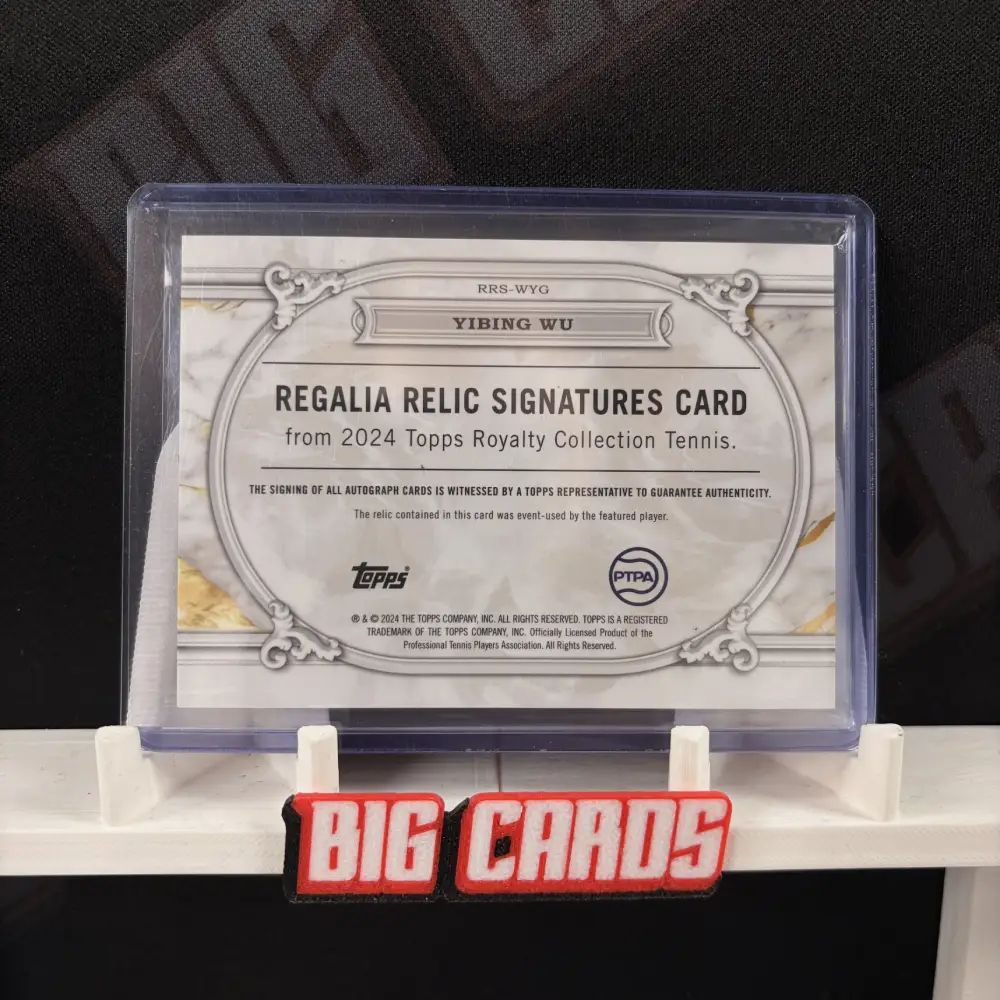 RRS-WYG
YIBING WU
REGALIA RELIC SIGNATURES CARD
from 2024 Topps Royalty Collection Tennis.
THE SIGNING OF ALL AUTOGRAPH CARDS IS WITNESSED BY A TOPPS REPRESENTATIVE TO GUARANTEE AUTHENTICITY.
The relic contained in this card was event-used by the featured player.
topps®
PTPA
® & © 2024 THE TOPPS COMPANY, INC. ALL RIGHTS RESERVED. TOPPS IS A REGISTERED
TRADEMARK OF THE TOPPS COMPANY, INC. Officially Licensed Product of the
Professional Tennis Players Association. All Rights Reserved.
BIG CARDS